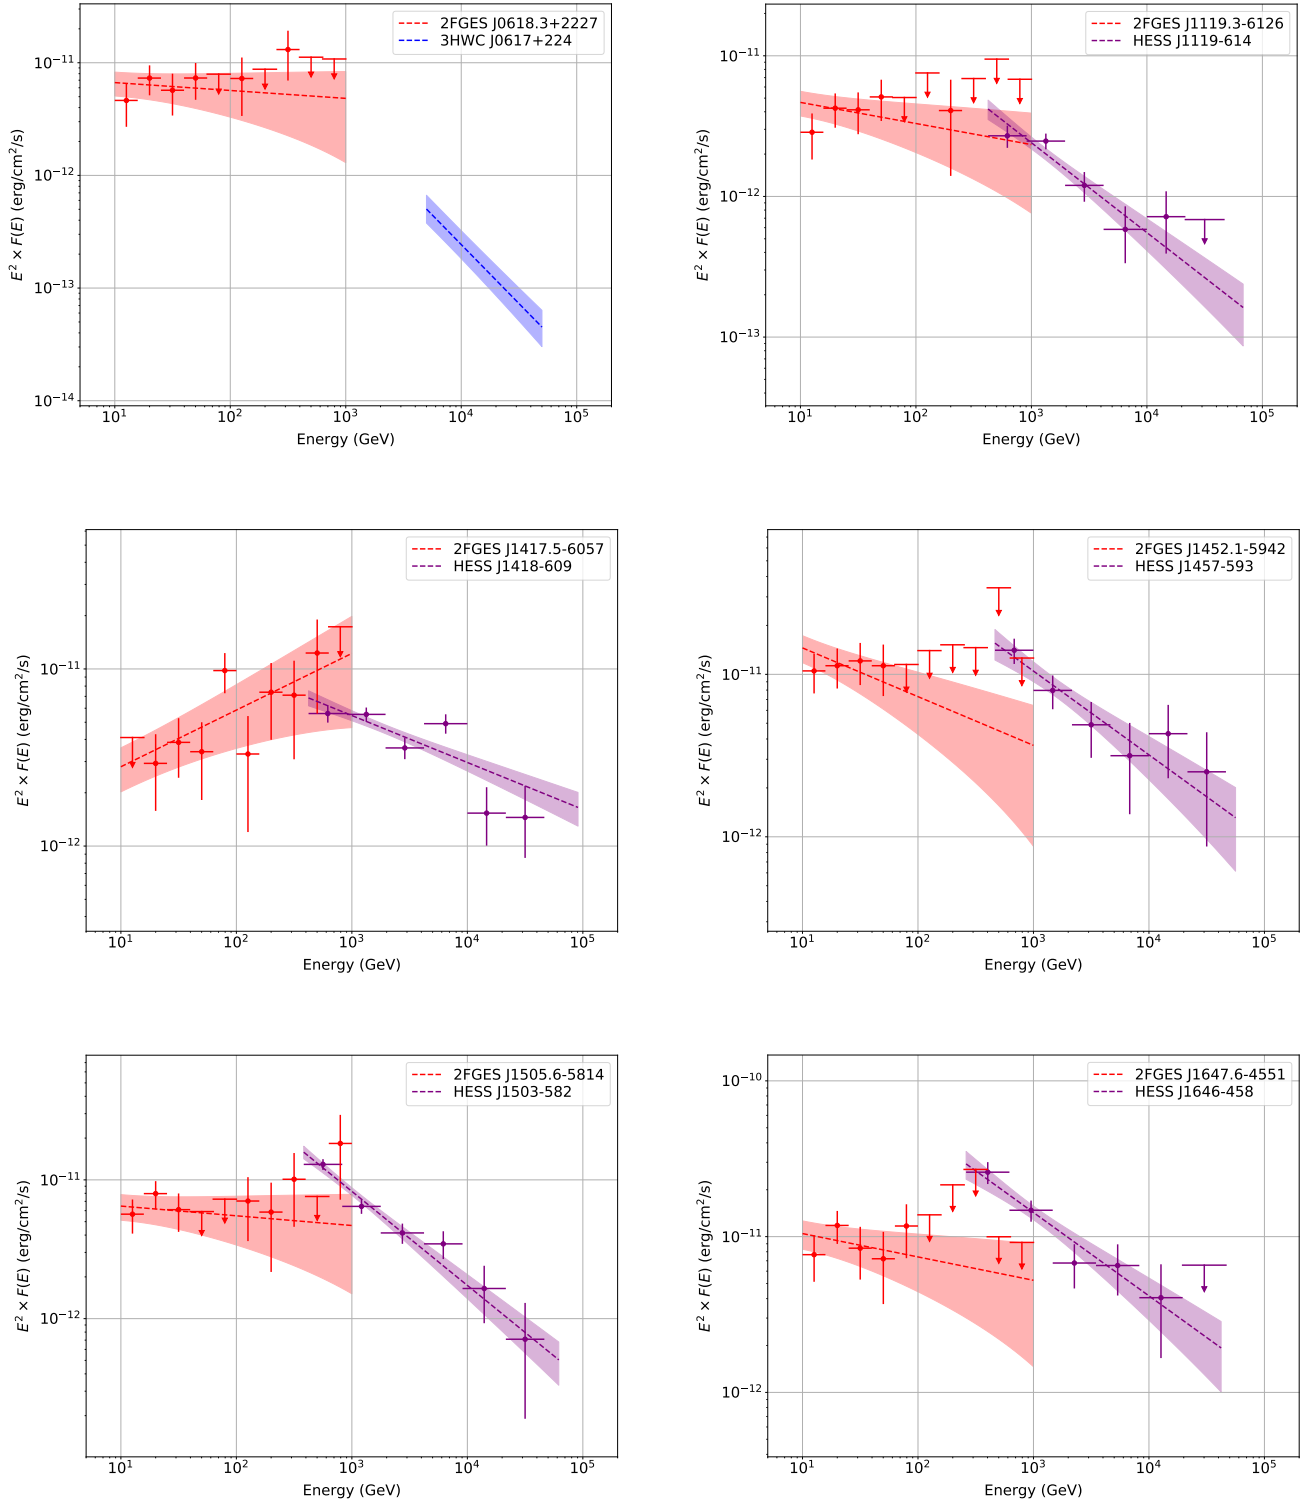 2FGES J0618.3+2227
3HWC J0617+224
10⁻¹¹
10⁻¹²
10⁻¹³
10⁻¹⁴
E² × F(E) (erg/cm²/s)
10¹ 10² 10³ 10⁴ 10⁵
Energy (GeV)
2FGES J1119.3-6126
HESS J1119-614
10⁻¹¹
10⁻¹²
10⁻¹³
E² × F(E) (erg/cm²/s)
10¹ 10² 10³ 10⁴ 10⁵
Energy (GeV)
2FGES J1417.5-6057
HESS J1418-609
10⁻¹¹
10⁻¹²
E² × F(E) (erg/cm²/s)
10¹ 10² 10³ 10⁴ 10⁵
Energy (GeV)
2FGES J1452.1-5942
HESS J1457-593
10⁻¹¹
10⁻¹²
E² × F(E) (erg/cm²/s)
10¹ 10² 10³ 10⁴ 10⁵
Energy (GeV)
2FGES J1505.6-5814
HESS J1503-582
10⁻¹¹
10⁻¹²
E² × F(E) (erg/cm²/s)
10¹ 10² 10³ 10⁴ 10⁵
Energy (GeV)
2FGES J1647.6-4551
HESS J1646-458
10⁻¹⁰
10⁻¹¹
10⁻¹²
E² × F(E) (erg/cm²/s)
10¹ 10² 10³ 10⁴ 10⁵
Energy (GeV)